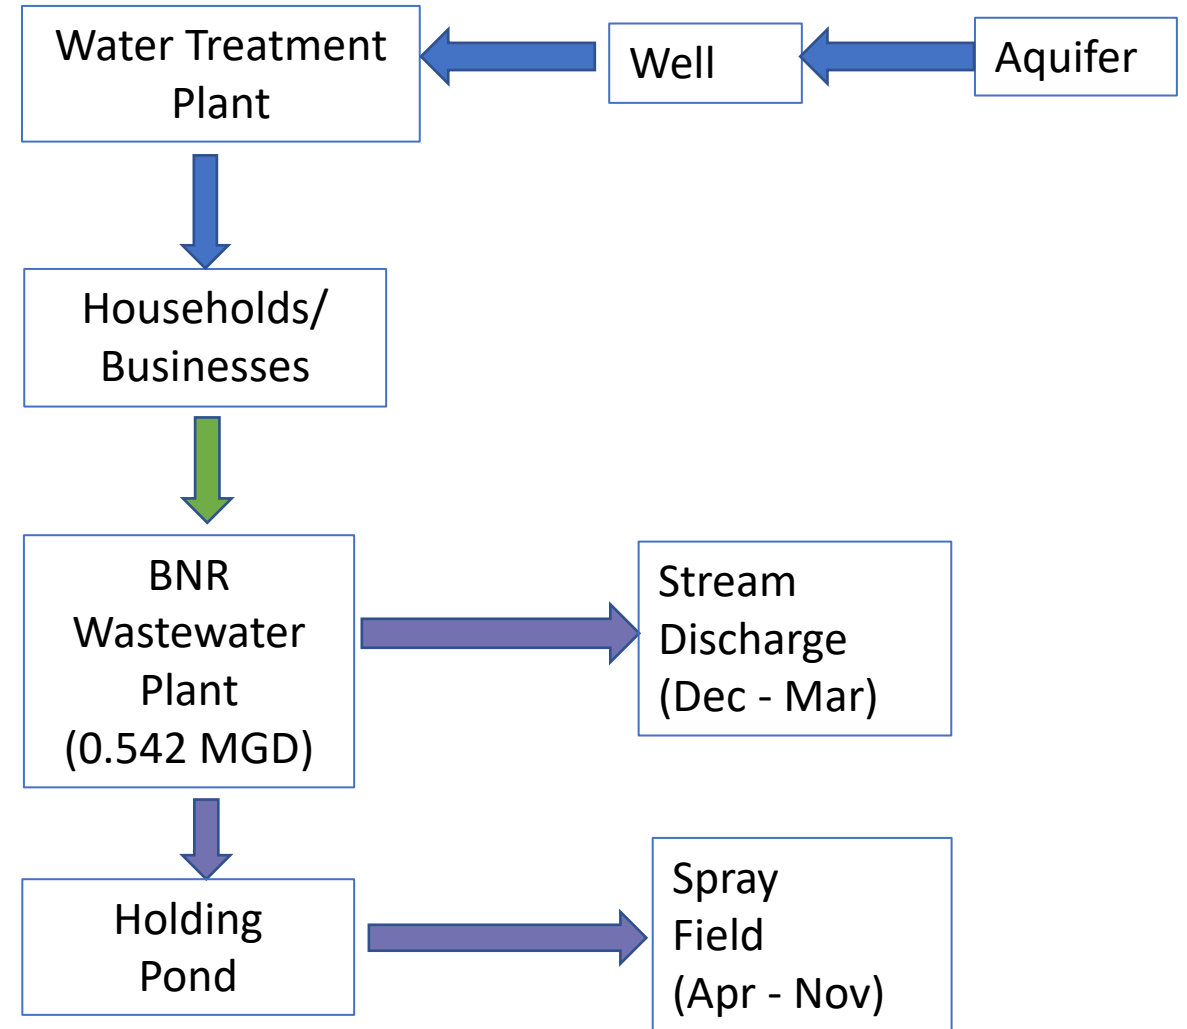 Water Treatment
Plant
Well
Aquifer
Households/
Businesses
BNR
Wastewater
Plant
(0.542 MGD)
Stream
Discharge
(Dec - Mar)
Holding
Pond
Spray
Field
(Apr - Nov)